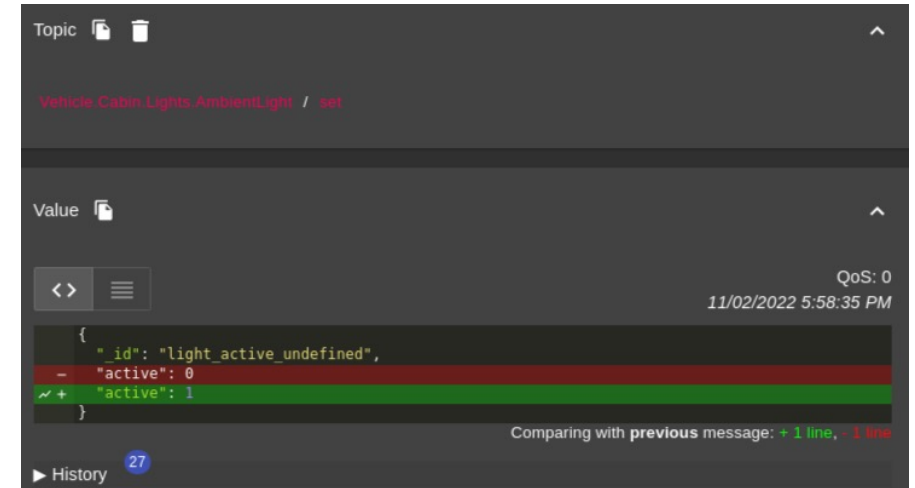 Topic
Vehicle.Cabin.Lights.AmbientLight / set
Value
QoS: 0
11/02/2022 5:58:35 PM
{
"_id": "light_active_undefined",
- "active": 0
+ "active": 1
}
Comparing with previous message: + 1 line, - 1 line
▶ History 27